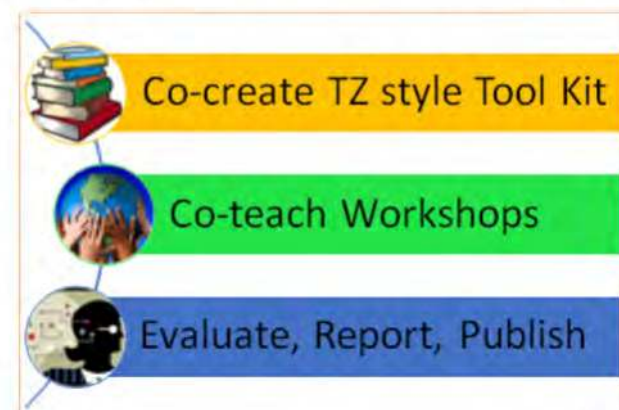 Co-create TZ style Tool Kit
Co-teach Workshops
Evaluate, Report, Publish